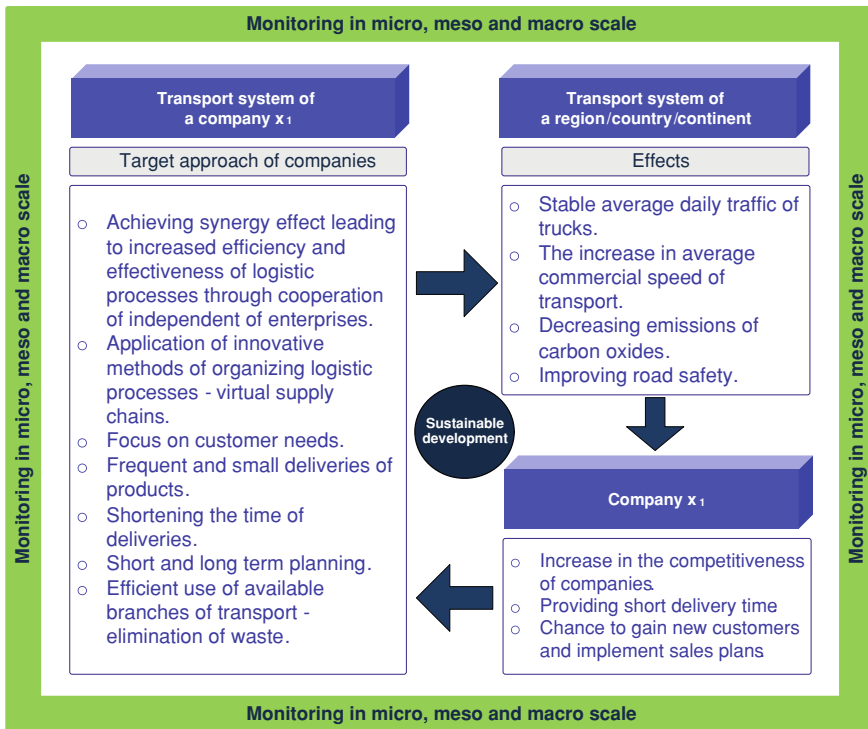 Monitoring in micro, meso and macro scale
Monitoring in micro, meso and macro scale
Transport system of
a company x 1
Target approach of companies
○ Achieving synergy effect leading
to increased efficiency and
effectiveness of logistic
processes through cooperation
of independent of enterprises.
○ Application of innovative
methods of organizing logistic
processes - virtual supply
chains.
○ Focus on customer needs.
○ Frequent and small deliveries of
products.
○ Shortening the time of
deliveries.
○ Short and long term planning.
○ Efficient use of available
branches of transport -
elimination of waste.
Sustainable
development
Transport system of
a region/country/continent
Effects
○ Stable average daily traffic of
trucks.
○ The increase in average
commercial speed of
transport.
○ Decreasing emissions of
carbon oxides.
○ Improving road safety.
Company x 1
○ Increase in the competitiveness
of companies.
○ Providing short delivery time.
○ Chance to gain new customers
and implement sales plans.
Monitoring in micro, meso and macro scale
Monitoring in micro, meso and macro scale